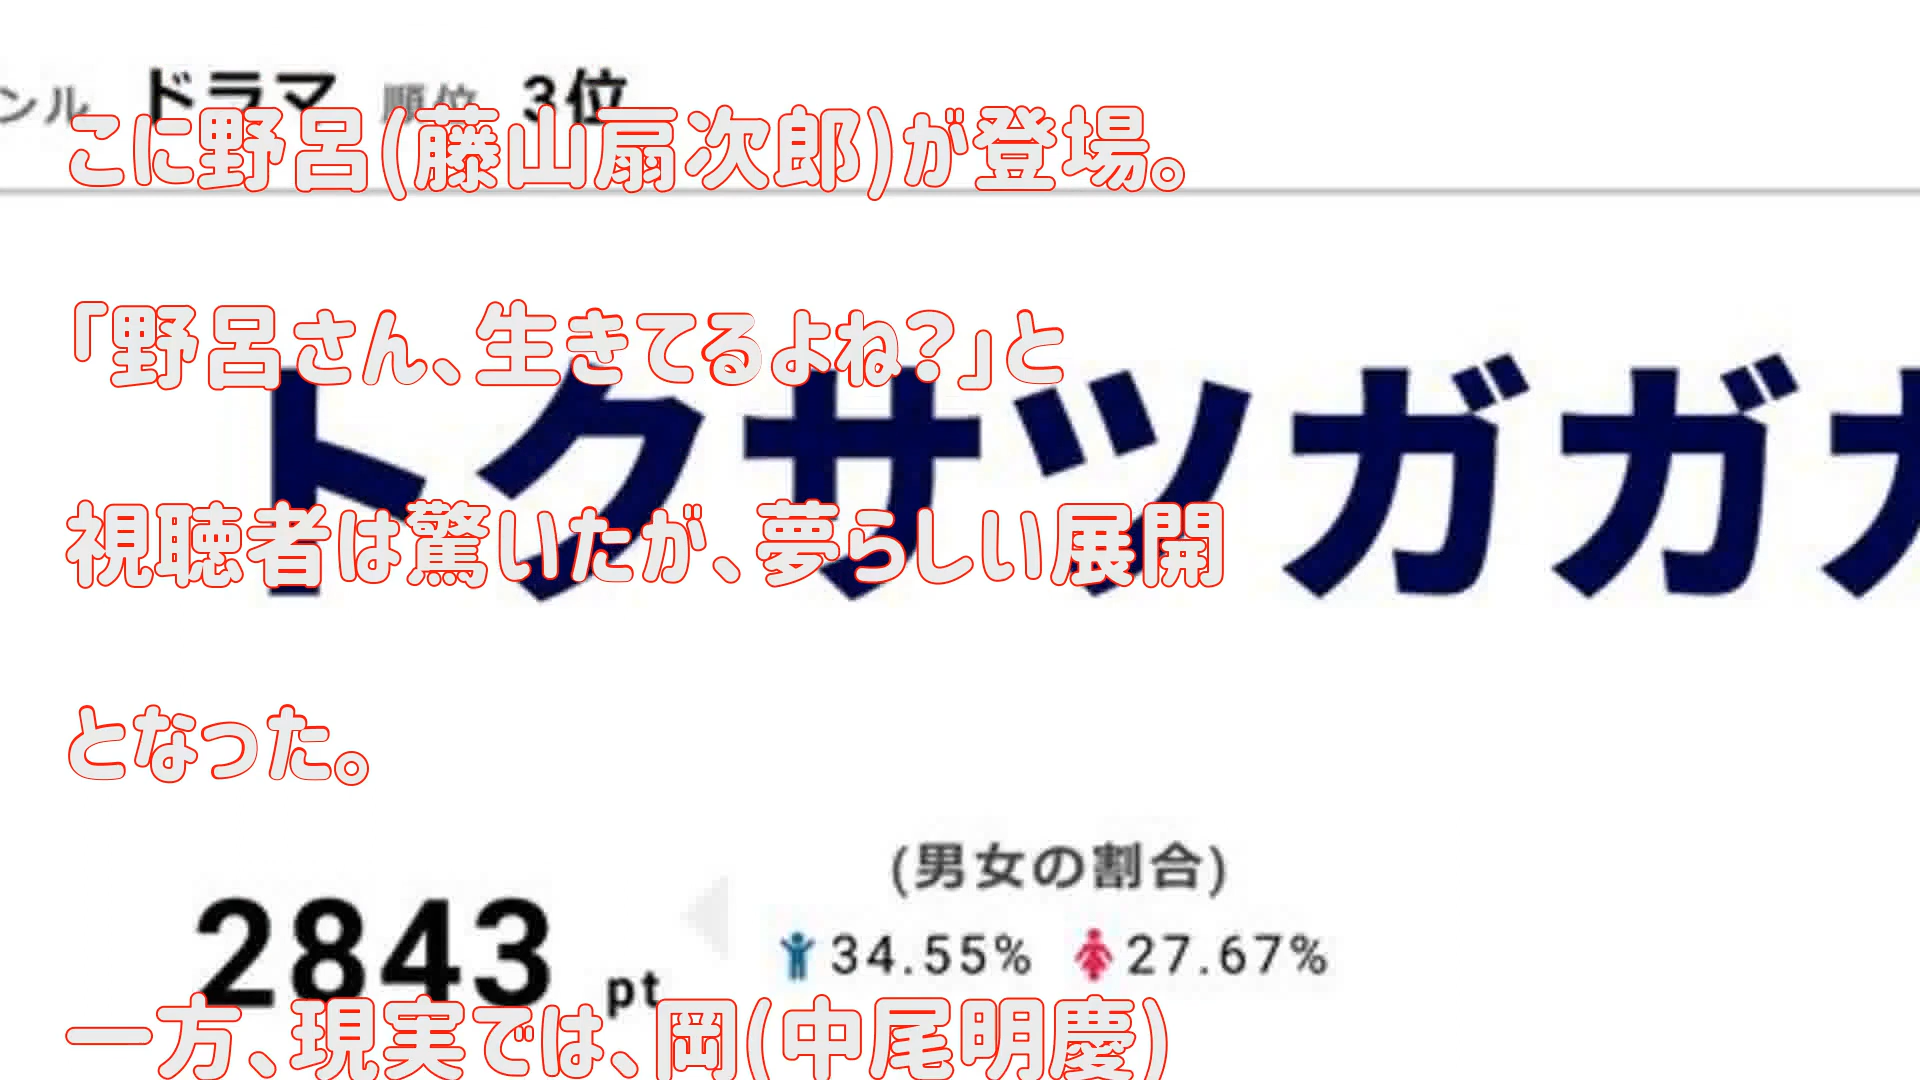 ンル ドラマ 順位 3位
こに野呂(藤山扇次郎)が登場。
「野呂さん、生きてるよね?」と
トクサツガガガ
視聴者は驚いたが、夢らしい展開
となった。
(男女の割合)
2843 pt 34.55% 27.67%
一方、現実では、岡(中尾明慶)